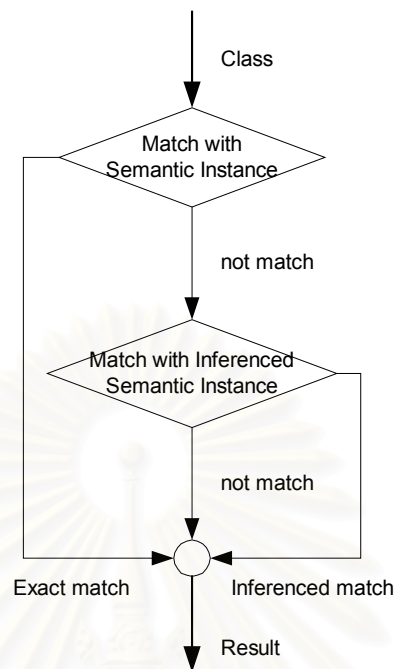 Class
Match with
Semantic Instance
not match
Match with Inferenced
Semantic Instance
not match
Exact match
Inferenced match
Result